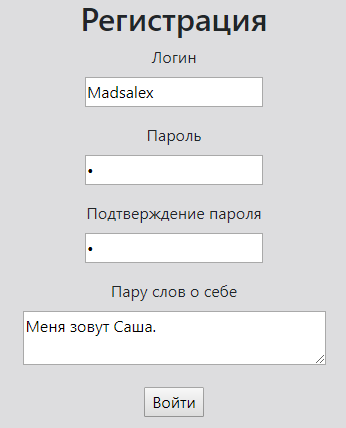 Регистрация
Логин
Madsalex
Пароль
•
Подтверждение пароля
•
Пару слов о себе
Меня зовут Саша.
Войти